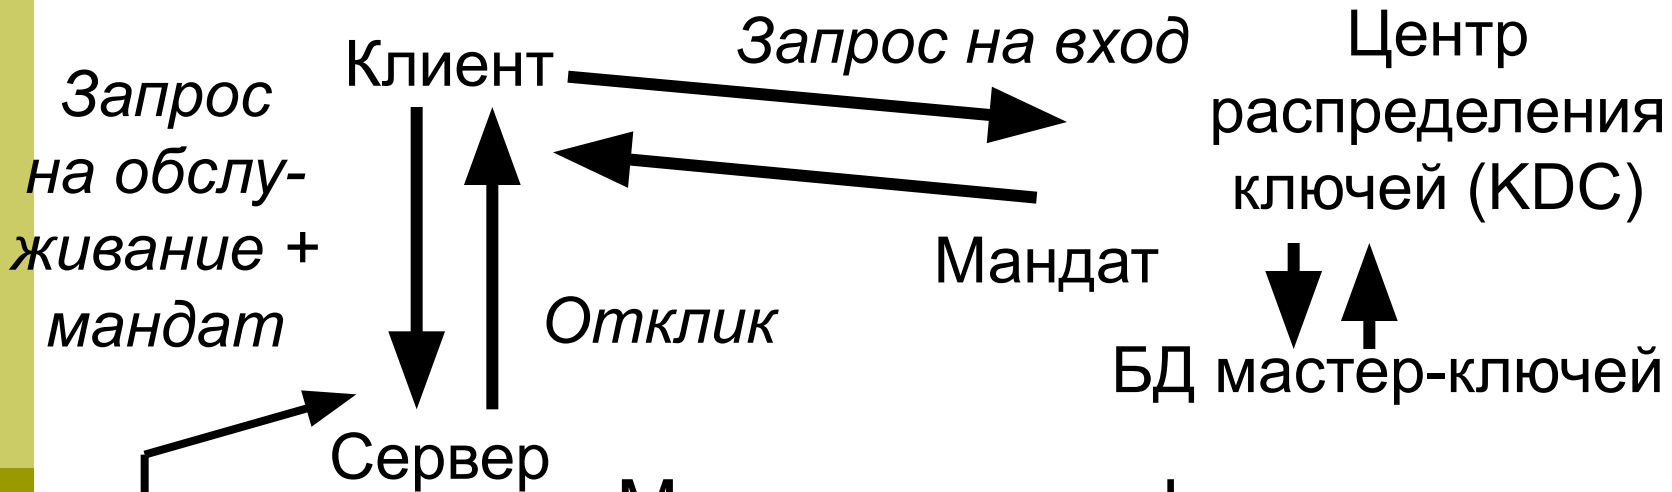 Клиент
Запрос на вход
Центр
распределения
ключей (KDC)
Запрос
на обслу-
живание +
мандат
Мандат
Отклик
БД мастер-ключей
Сервер